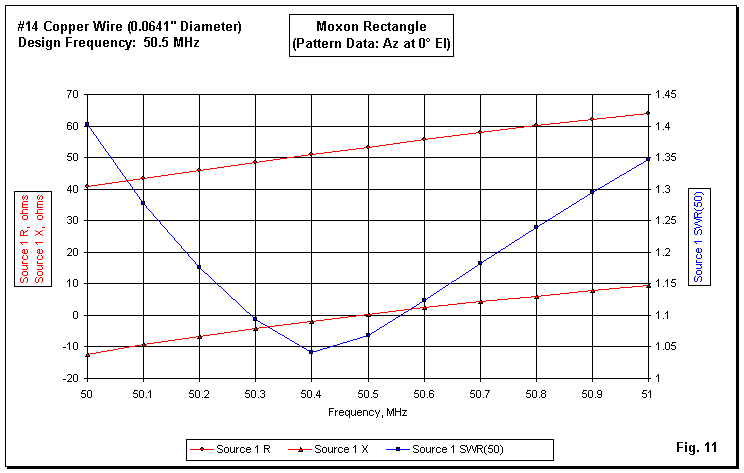 #14 Copper Wire (0.0641" Diameter)
Design Frequency: 50.5 MHz
Moxon Rectangle
(Pattern Data: Az at 0° El)
70
60
50
40
30
20
10
0
-10
-20
1.45
1.4
1.35
1.3
1.25
1.2
1.15
1.1
1.05
1
Source 1 R, ohms
Source 1 X, ohms
Source 1 SWR(50)
50 50.1 50.2 50.3 50.4 50.5 50.6 50.7 50.8 50.9 51
Frequency, MHz
Source 1 R Source 1 X Source 1 SWR(50)
Fig. 11